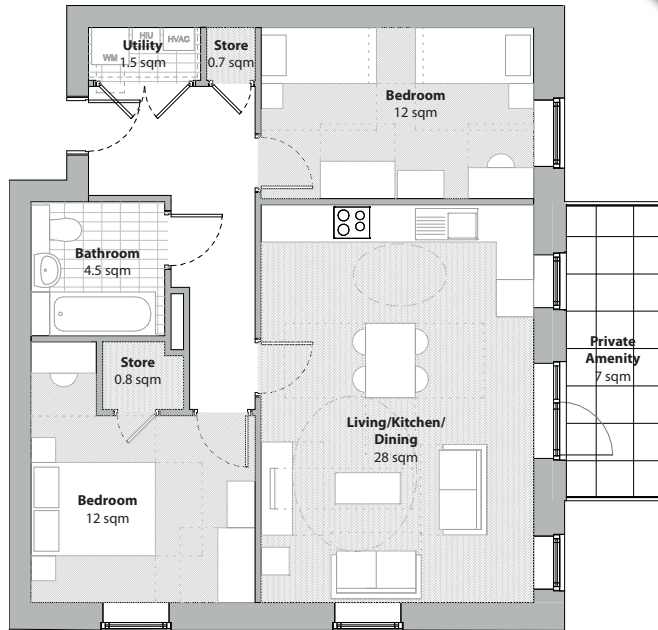 Utility
1.5 sqm
HIU
HVAC
WM
Store
0.7 sqm
Bedroom
12 sqm
Bathroom
4.5 sqm
Store
0.8 sqm
Private
Amenity
7 sqm
Living/Kitchen/
Dining
28 sqm
Bedroom
12 sqm